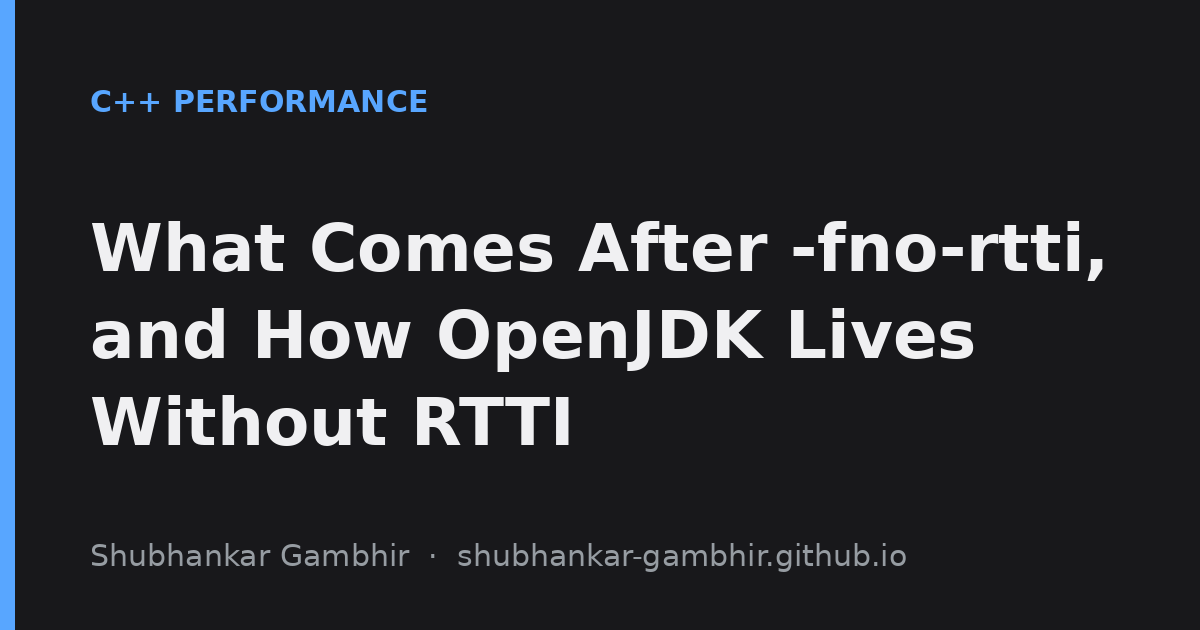 C++ PERFORMANCE
What Comes After -fno-rtti,
and How OpenJDK Lives
Without RTTI
Shubhankar Gambhir · shubhankar-gambhir.github.io